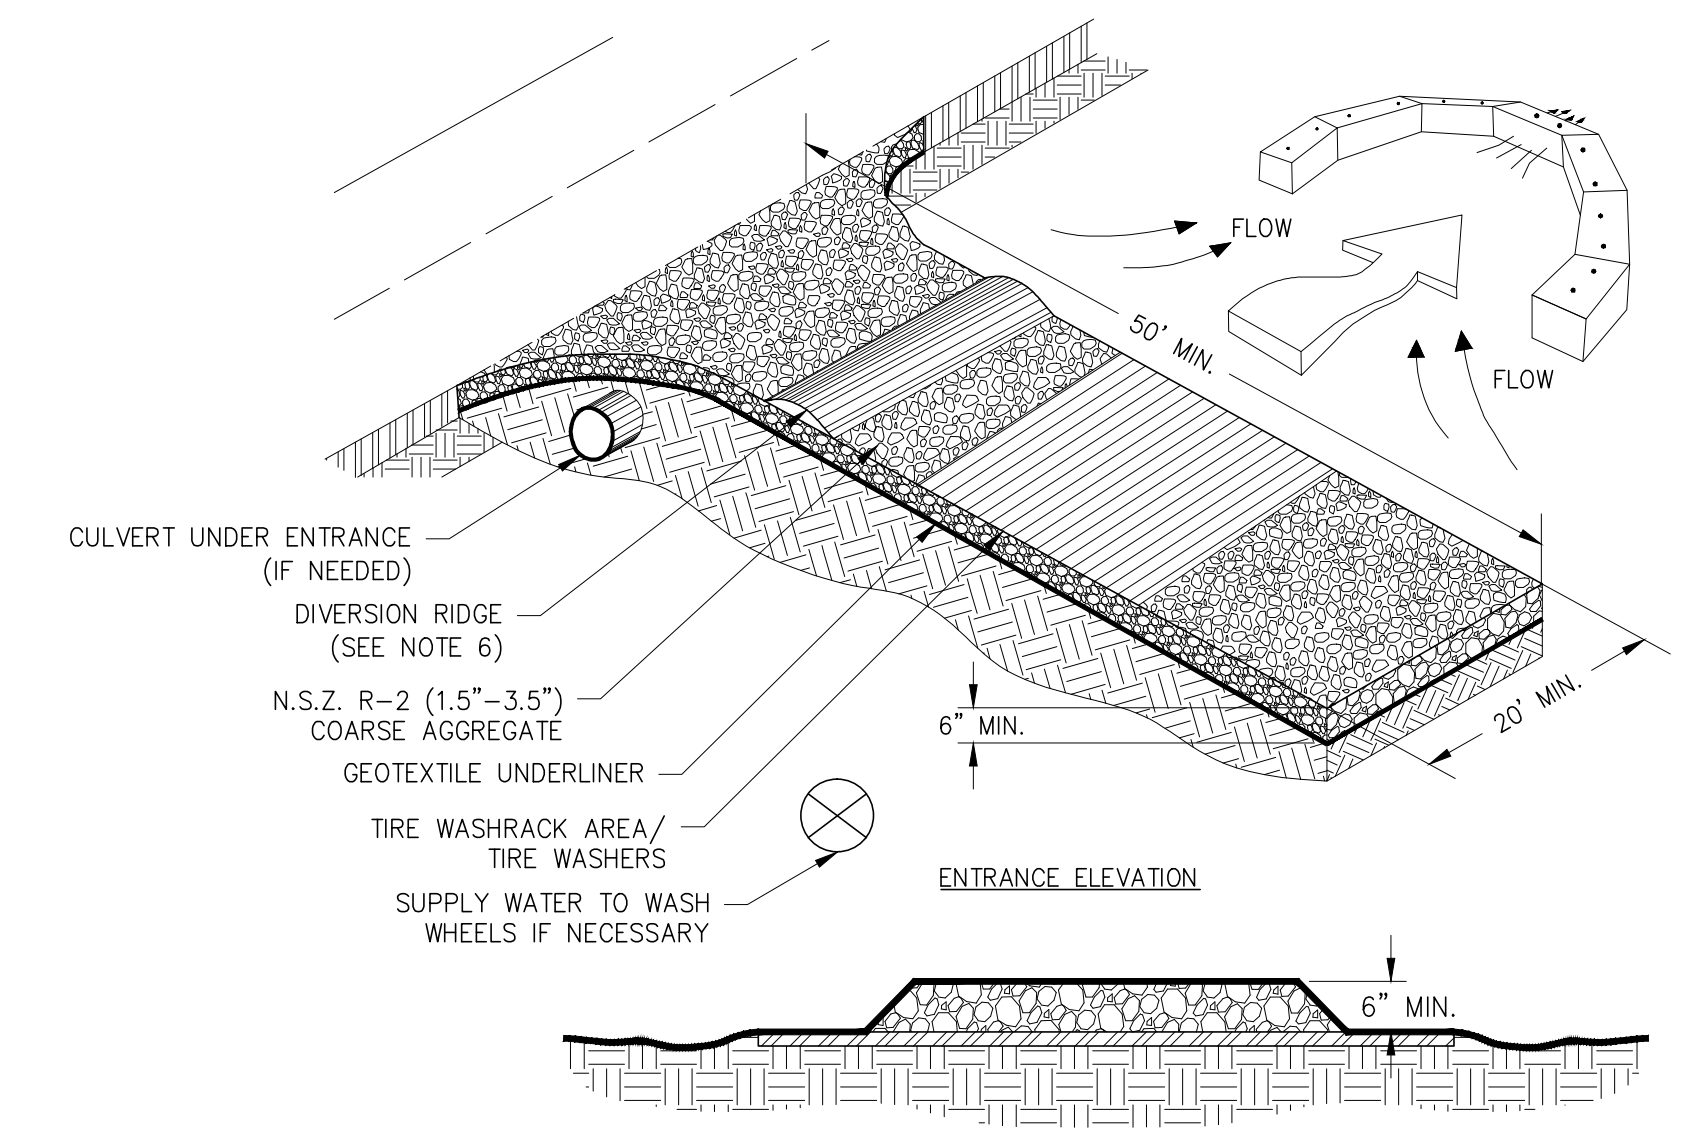 FLOW
50' MIN.
FLOW
CULVERT UNDER ENTRANCE
(IF NEEDED)
DIVERSION RIDGE
(SEE NOTE 6)
N.S.Z. R-2 (1.5"-3.5")
COARSE AGGREGATE
GEOTEXTILE UNDERLINER
TIRE WASHRACK AREA/
TIRE WASHERS
SUPPLY WATER TO WASH
WHEELS IF NECESSARY
6" MIN.
20' MIN.
ENTRANCE ELEVATION
6" MIN.